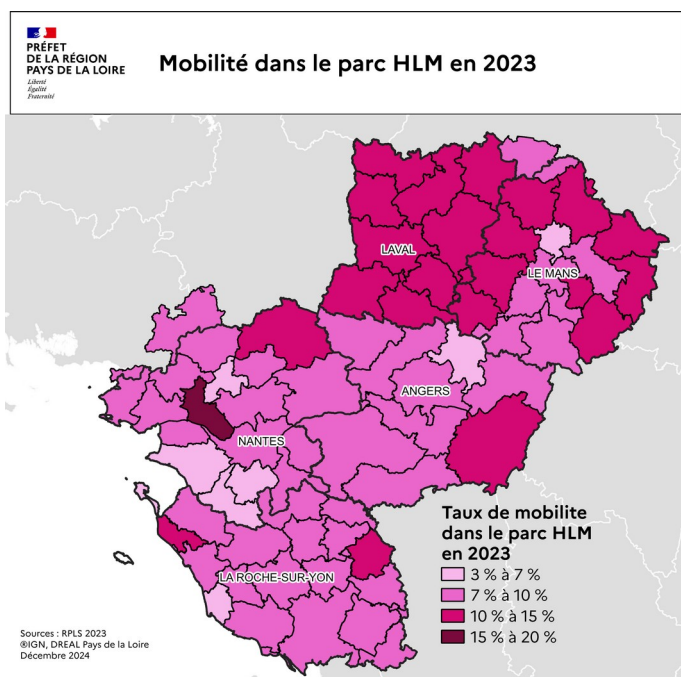 PRÉFET
DE LA RÉGION
PAYS DE LA LOIRE
Liberté
Égalité
Fraternité
Mobilité dans le parc HLM en 2023
LAVAL
LE MANS
ANGERS
NANTES
LA ROCHE-SUR-YON
Taux de mobilite
dans le parc HLM
en 2023
3 % à 7 %
7 % à 10 %
10 % à 15 %
15 % à 20 %
Sources : RPLS 2023
®IGN, DREAL Pays de la Loire
Décembre 2024